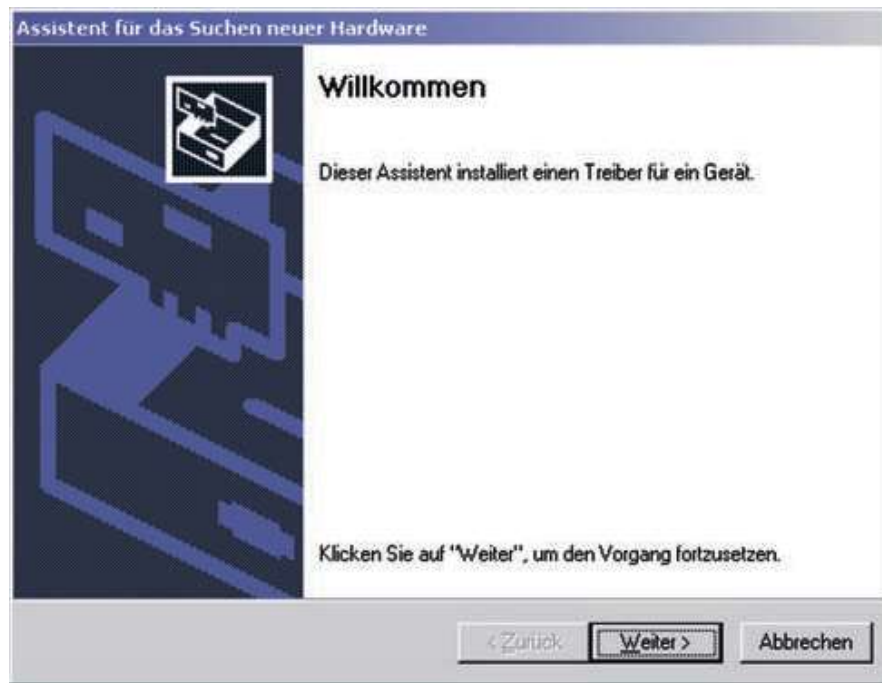 Assistent für das Suchen neuer Hardware
Willkommen
Dieser Assistent installiert einen Treiber für ein Gerät.
Klicken Sie auf "Weiter", um den Vorgang fortzusetzen.
< Zurück Weiter > Abbrechen